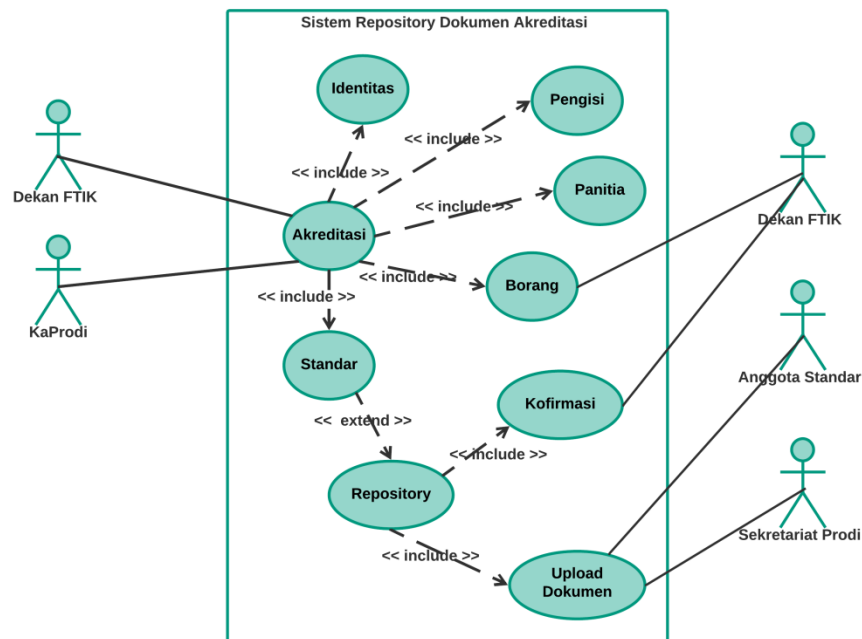 Sistem Repository Dokumen Akreditasi
Identitas
Pengisi
<< include >>
<< include >>
Dekan FTIK
Panitia
<< include >>
Dekan FTIK
Akreditasi
<< include >>
Borang
<< include >>
KaProdi
Standar
Anggota Standar
Kofirmasi
<< extend >>
<< include >>
Repository
Sekretariat Prodi
<< include >>
Upload
Dokumen